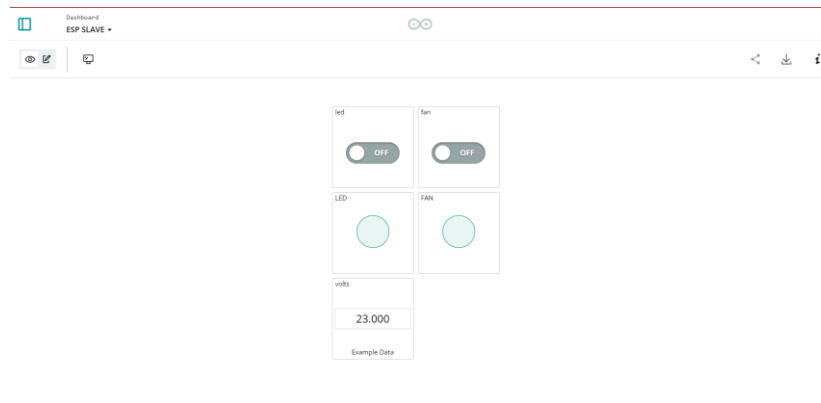 Dashboard
ESP SLAVE
led
fan
OFF
OFF
LED
FAN
volts
23.000
Example Data